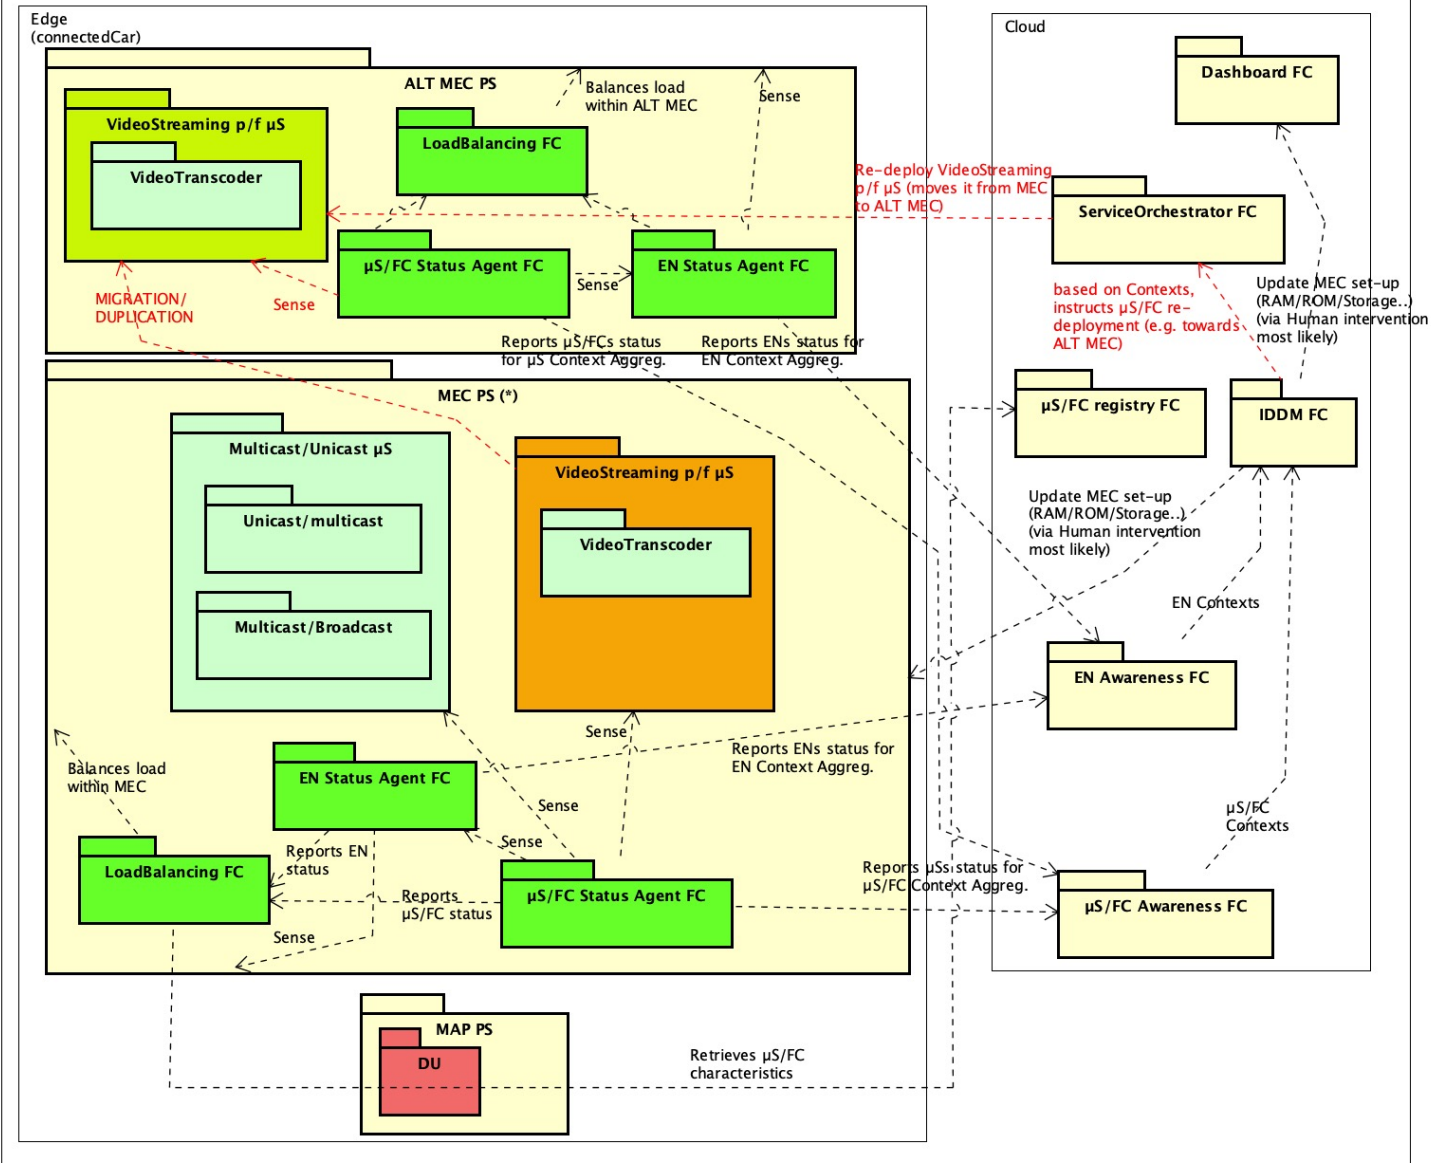 Edge
(connectedCar)
ALT MEC PS
VideoStreaming p/f µS
VideoTranscoder
LoadBalancing FC
Balances load
within ALT MEC
Sense
µS/FC Status Agent FC
EN Status Agent FC
Sense
Sense
MIGRATION/
DUPLICATION
Reports µS/FCs status
for µS Context Aggreg.
Reports ENs status for
EN Context Aggreg.
Re-deploy VideoStreaming
p/f µS (moves it from MEC
to ALT MEC)
Cloud
Dashboard FC
ServiceOrchestrator FC
based on Contexts,
instructs µS/FC re-
deployment (e.g. towards
ALT MEC)
Update MEC set-up
(RAM/ROM/Storage..)
(via Human intervention
most likely)
µS/FC registry FC
IDDM FC
Update MEC set-up
(RAM/ROM/Storage..)
(via Human intervention
most likely)
EN Contexts
EN Awareness FC
µS/FC
Contexts
µS/FC Awareness FC
MEC PS (*)
Multicast/Unicast µS
Unicast/multicast
Multicast/Broadcast
VideoStreaming p/f µS
VideoTranscoder
Sense
Reports ENs status for
EN Context Aggreg.
Balances load
within MEC
EN Status Agent FC
Sense
Sense
Reports EN
status
LoadBalancing FC
Reports
µS/FC status
µS/FC Status Agent FC
Reports µSs status for
µS/FC Context Aggreg.
Sense
MAP PS
DU
Retrieves µS/FC
characteristics